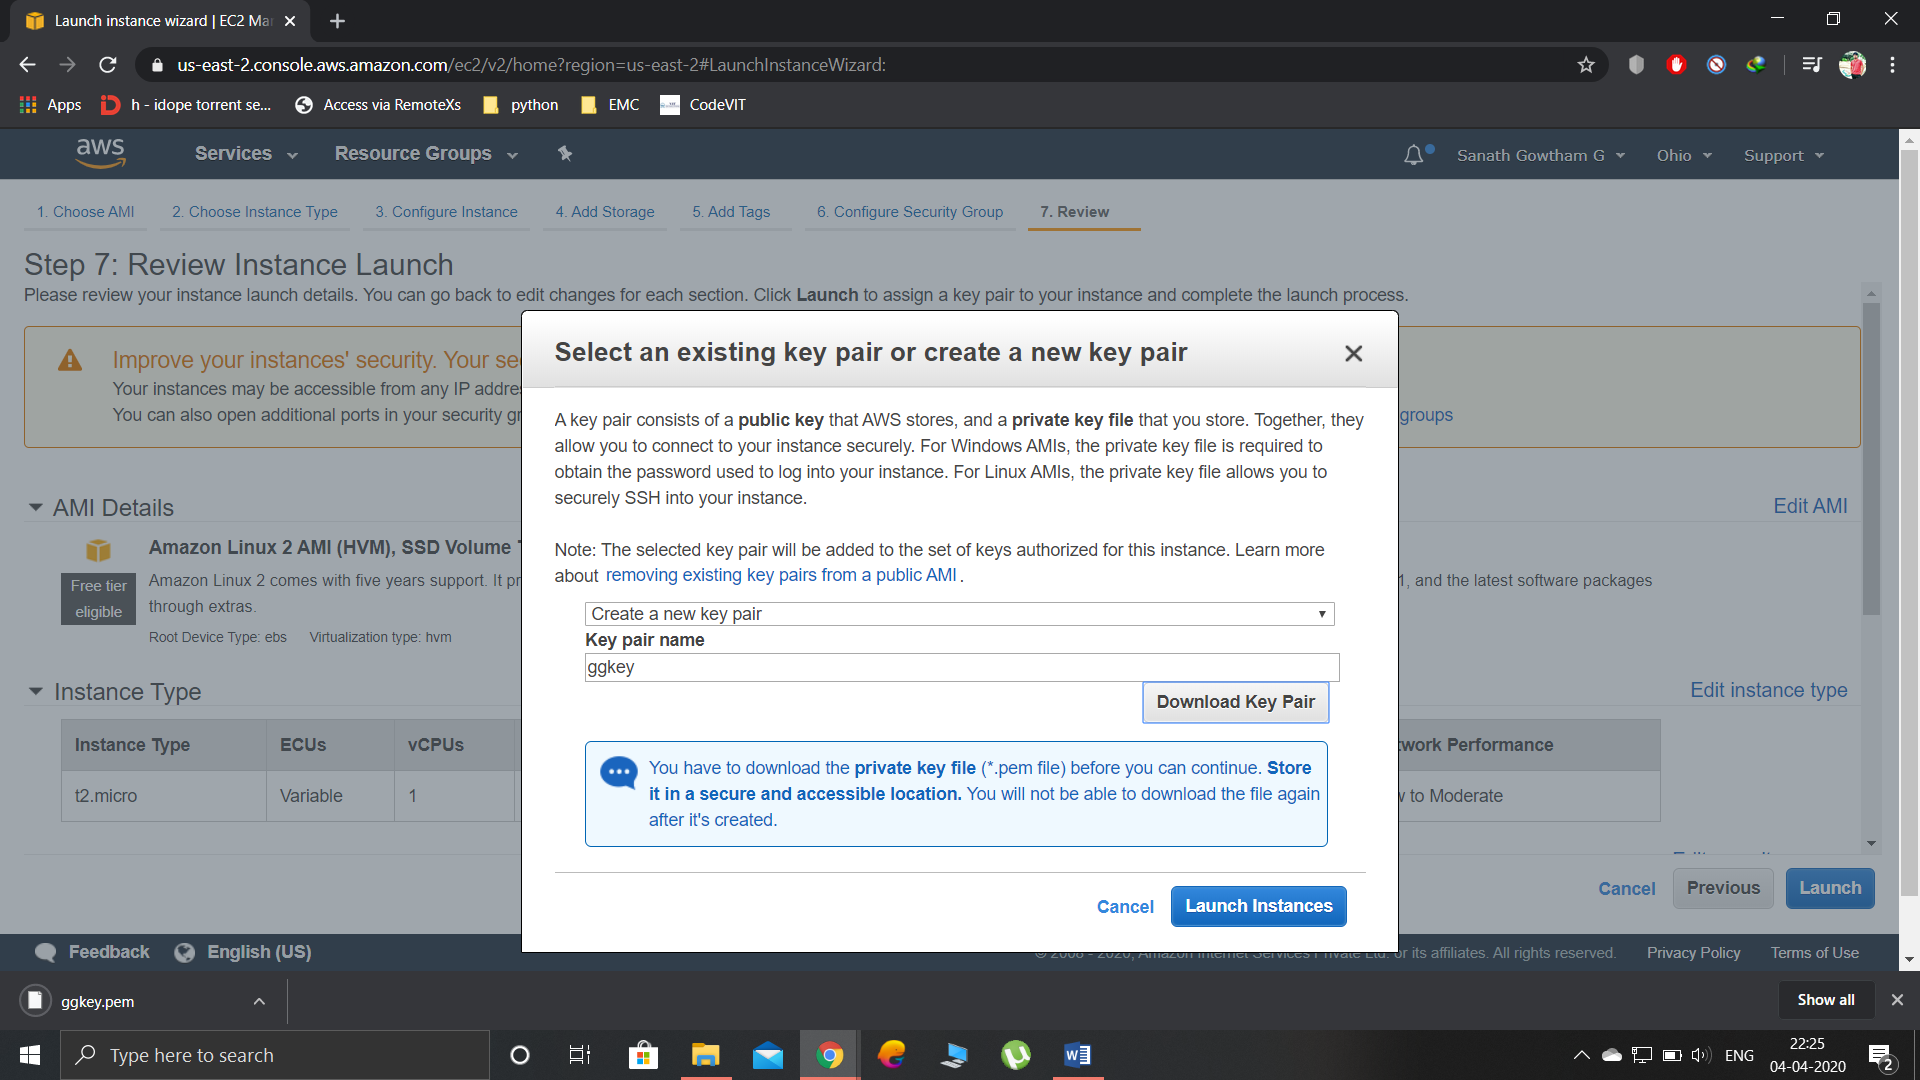 Launch instance wizard | EC2 Ma
us-east-2.console.aws.amazon.com/ec2/v2/home?region=us-east-2#LaunchInstanceWizard:
Apps
h - idope torrent se...
Access via RemoteXs
python
EMC
CodeVIT
aws
Services
Resource Groups
Sanath Gowtham G
Ohio
Support
1. Choose AMI
2. Choose Instance Type
3. Configure Instance
4. Add Storage
5. Add Tags
6. Configure Security Group
7. Review
Step 7: Review Instance Launch
Please review your instance launch details. You can go back to edit changes for each section. Click Launch to assign a key pair to your instance and complete the launch process.
Improve your instances' security. Your se
Your instances may be accessible from any IP addre
You can also open additional ports in your security gr
groups
Select an existing key pair or create a new key pair
A key pair consists of a public key that AWS stores, and a private key file that you store. Together, they
allow you to connect to your instance securely. For Windows AMIs, the private key file is required to
obtain the password used to log into your instance. For Linux AMIs, the private key file allows you to
securely SSH into your instance.
Note: The selected key pair will be added to the set of keys authorized for this instance. Learn more
about removing existing key pairs from a public AMI .
Create a new key pair
Key pair name
ggkey
Download Key Pair
You have to download the private key file (*.pem file) before you can continue. Store
it in a secure and accessible location. You will not be able to download the file again
after it's created.
Cancel
Launch Instances
AMI Details
Edit AMI
Amazon Linux 2 AMI (HVM), SSD Volume
Free tier
eligible
Amazon Linux 2 comes with five years support. It pr
1, and the latest software packages
through extras.
Root Device Type: ebs
Virtualization type: hvm
Instance Type
Edit instance type
Instance Type
ECUs
vCPUs
work Performance
t2.micro
Variable
1
to Moderate
Cancel
Previous
Launch
Feedback
English (US)
© 2008 - 2020, Amazon Internet Services Private Ltd. or its affiliates. All rights reserved.
Privacy Policy
Terms of Use
ggkey.pem
Show all
Type here to search
ENG
22:25
04-04-2020
2